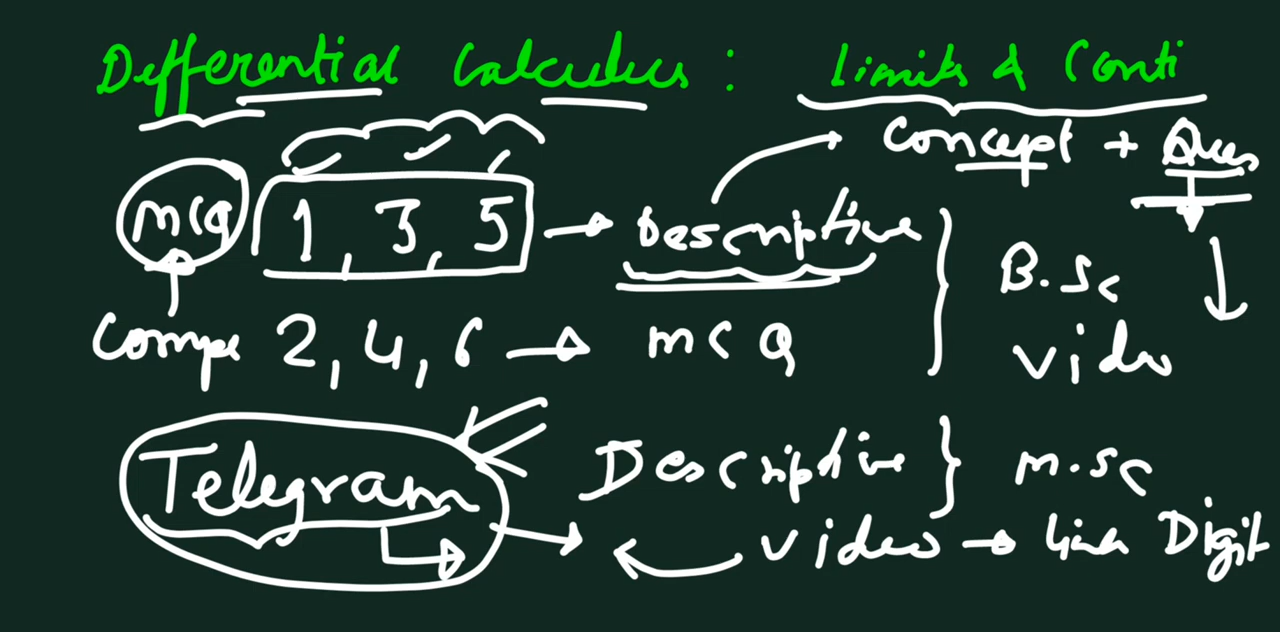 Differential Calculus : Limits & Conti
Concept + Ques
MCQ 1, 3, 5 → Descriptive
B.Sc
Compe 2, 4, 6 → MCQ
Video
Telegram Descriptive } M.Sc
Video → link Digit